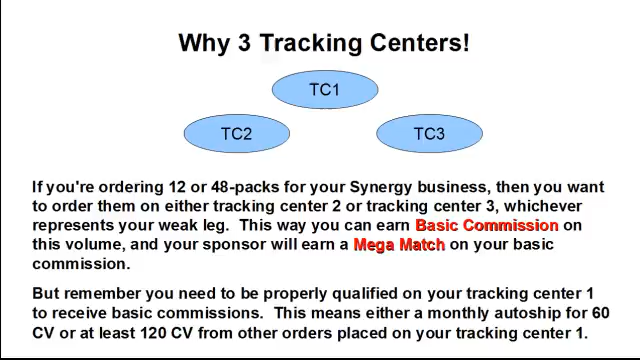 Why 3 Tracking Centers!
TC1
TC2 TC3
If you're ordering 12 or 48-packs for your Synergy business, then you want
to order them on either tracking center 2 or tracking center 3, whichever
represents your weak leg. This way you can earn Basic Commission on
this volume, and your sponsor will earn a Mega Match on your basic
commission.
But remember you need to be properly qualified on your tracking center 1
to receive basic commissions. This means either a monthly autoship for 60
CV or at least 120 CV from other orders placed on your tracking center 1.